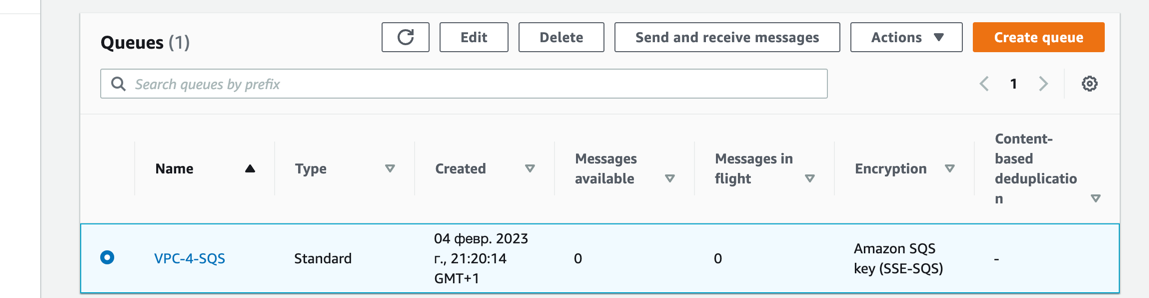 Queues (1)
Edit
Delete
Send and receive messages
Actions
Create queue
Search queues by prefix
1
Name
Type
Created
Messages
available
Messages in
flight
Encryption
Content-
based
deduplicatio
n
VPC-4-SQS
Standard
04 февр. 2023
г., 21:20:14
GMT+1
0
0
Amazon SQS
key (SSE-SQS)
-